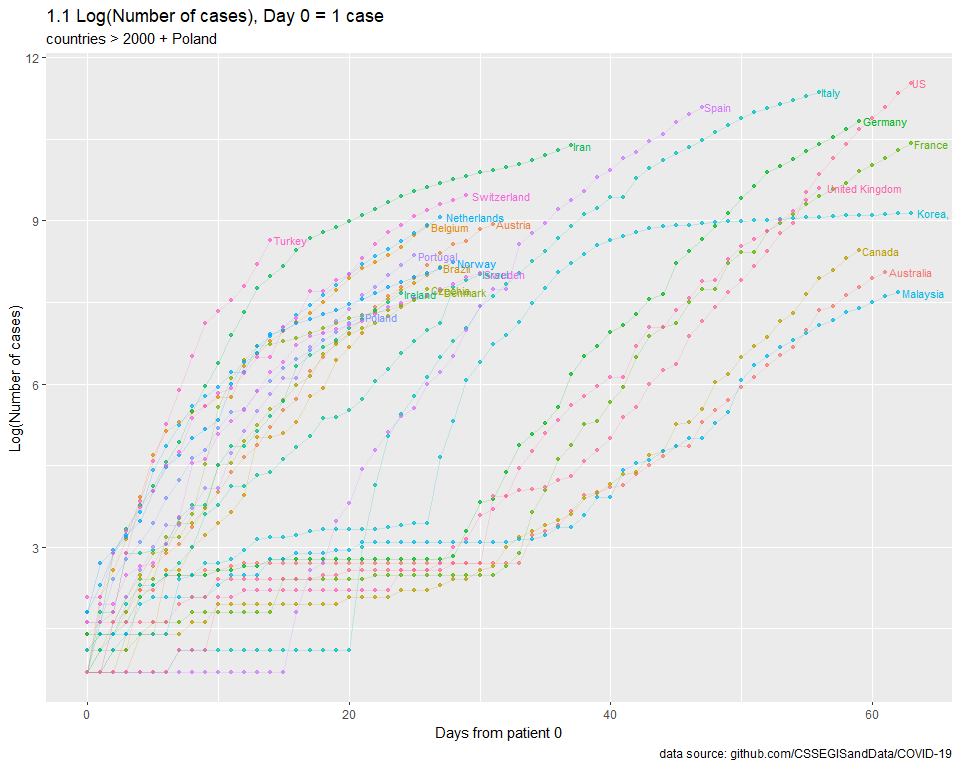 1.1 Log(Number of cases), Day 0 = 1 case
countries > 2000 + Poland
12
9
6
3
Log(Number of cases)
US
Italy
Spain
Germany
Iran
France
Switzerland
United Kingdom
Netherlands
Korea,
Belgium
Austria
Turkey
Portugal
Canada
Norway
Brazil
Sweden
Australia
Ireland
Denmark
Malaysia
Poland
0
20
40
60
Days from patient 0
data source: github.com/CSSEGISandData/COVID-19